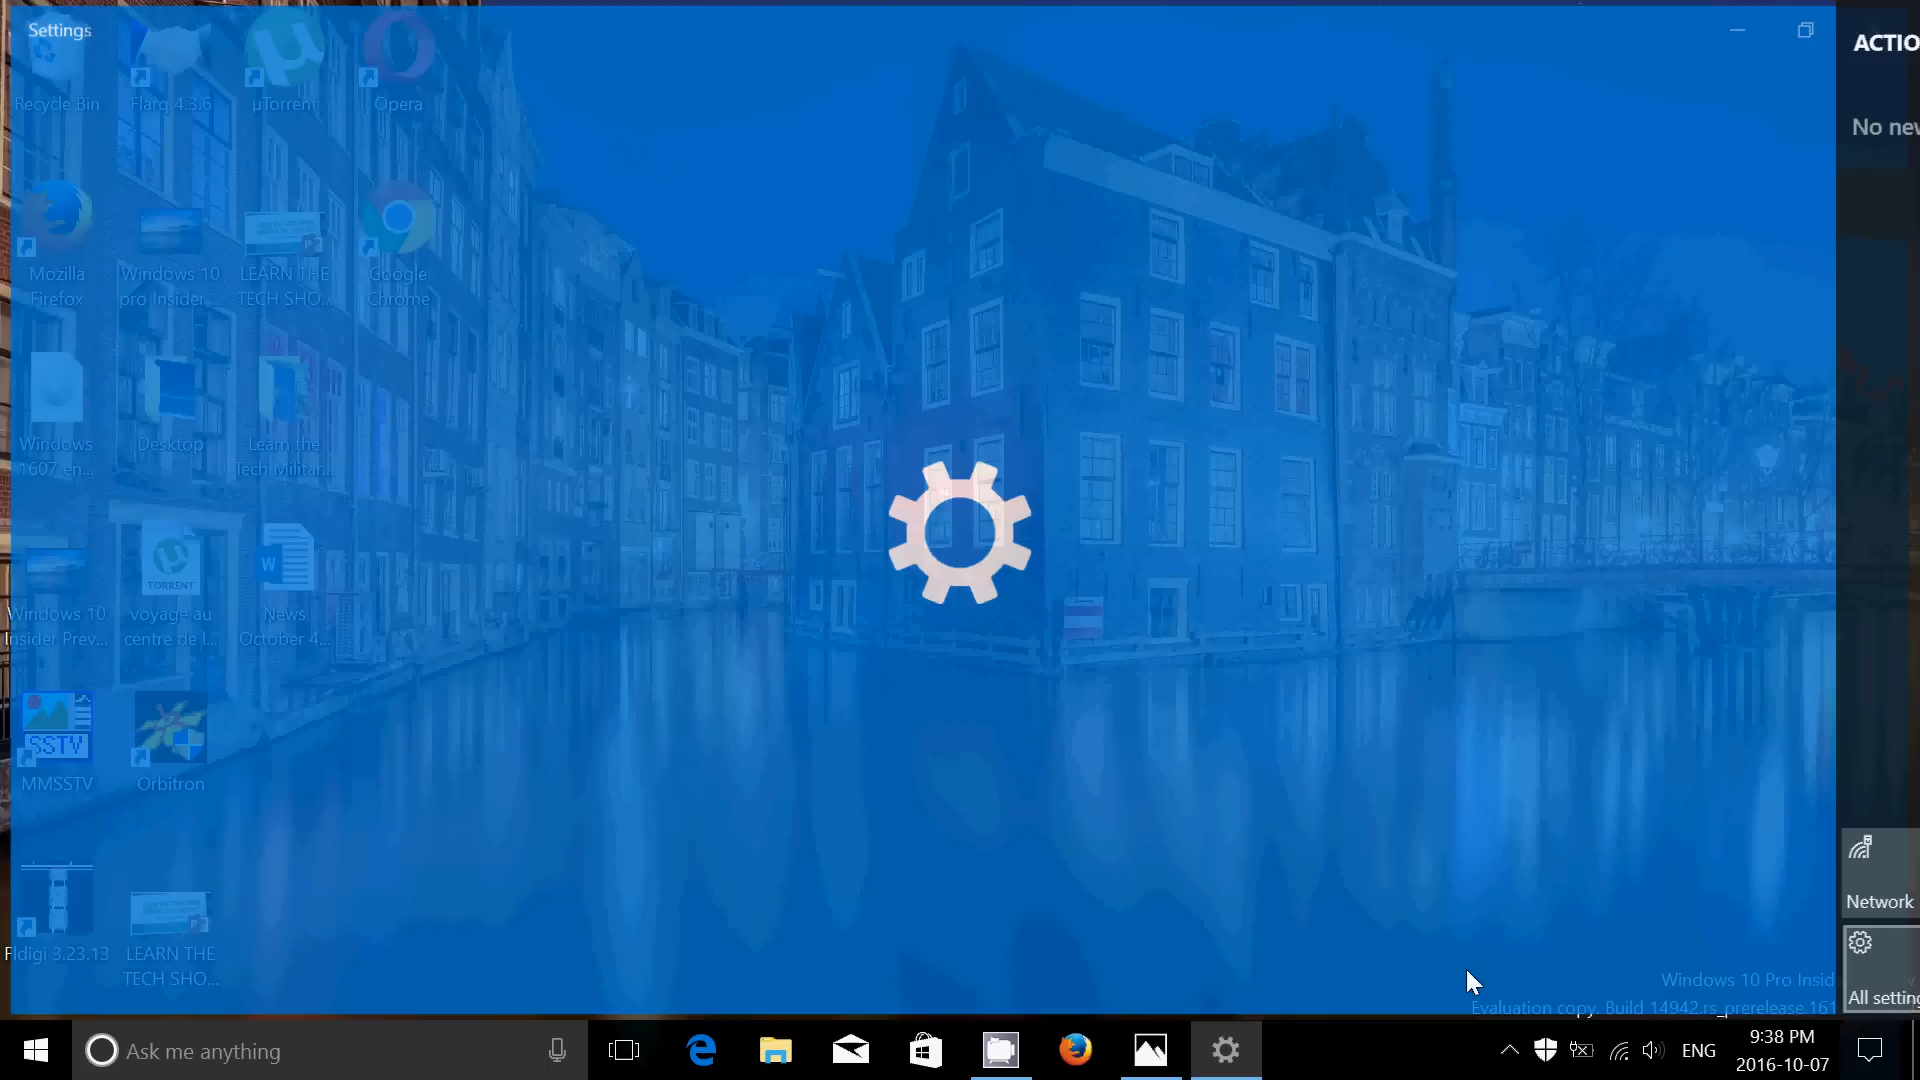 Settings
ACTIO
No nev
Recycle Bin
Flarq 4.3.6
µTorrent
Opera
Mozilla
Firefox
Windows 10
pro Insider ...
LEARN THE
TECH SHO...
Google
Chrome
Windows
1607 en...
Desktop
Learn the
Tech Militar...
Windows 10
Insider Prev...
TORRENT
voyage au
centre de l...
W
News
October 4...
SSTV
MMSSTV
Orbitron
Fldigi 3.23.13
LEARN THE
TECH SHO...
Network
All setting
Windows 10 Pro Insid
Evaluation copy. Build 14942.rs_prerelease.161
Ask me anything
ENG
9:38 PM
2016-10-07